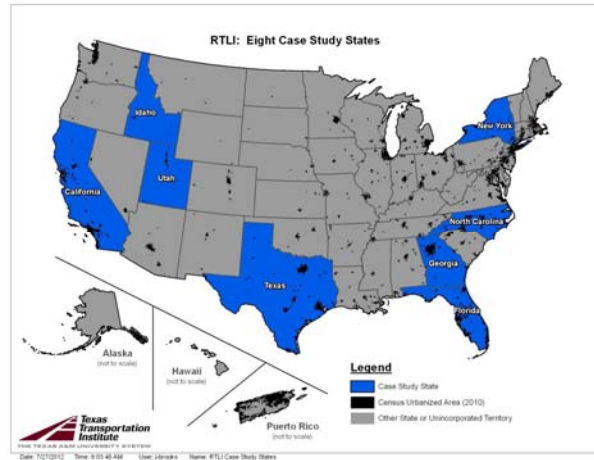 RTLI: Eight Case Study States
Idaho
New York
Utah
California
North Carolina
Georgia
Texas
Florida
Alaska
(not to scale)
Hawaii
(not to scale)
Puerto Rico
(not to scale)
Legend
Case Study State
Census Urbanized Area (2010)
Other State or Unincorporated Territory
Texas
Transportation
Institute
THE TEXAS A&M UNIVERSITY SYSTEM
Date: 7/27/2012 Time: 9:03:46 AM User: j-brooks Name: RTLI Case Study States